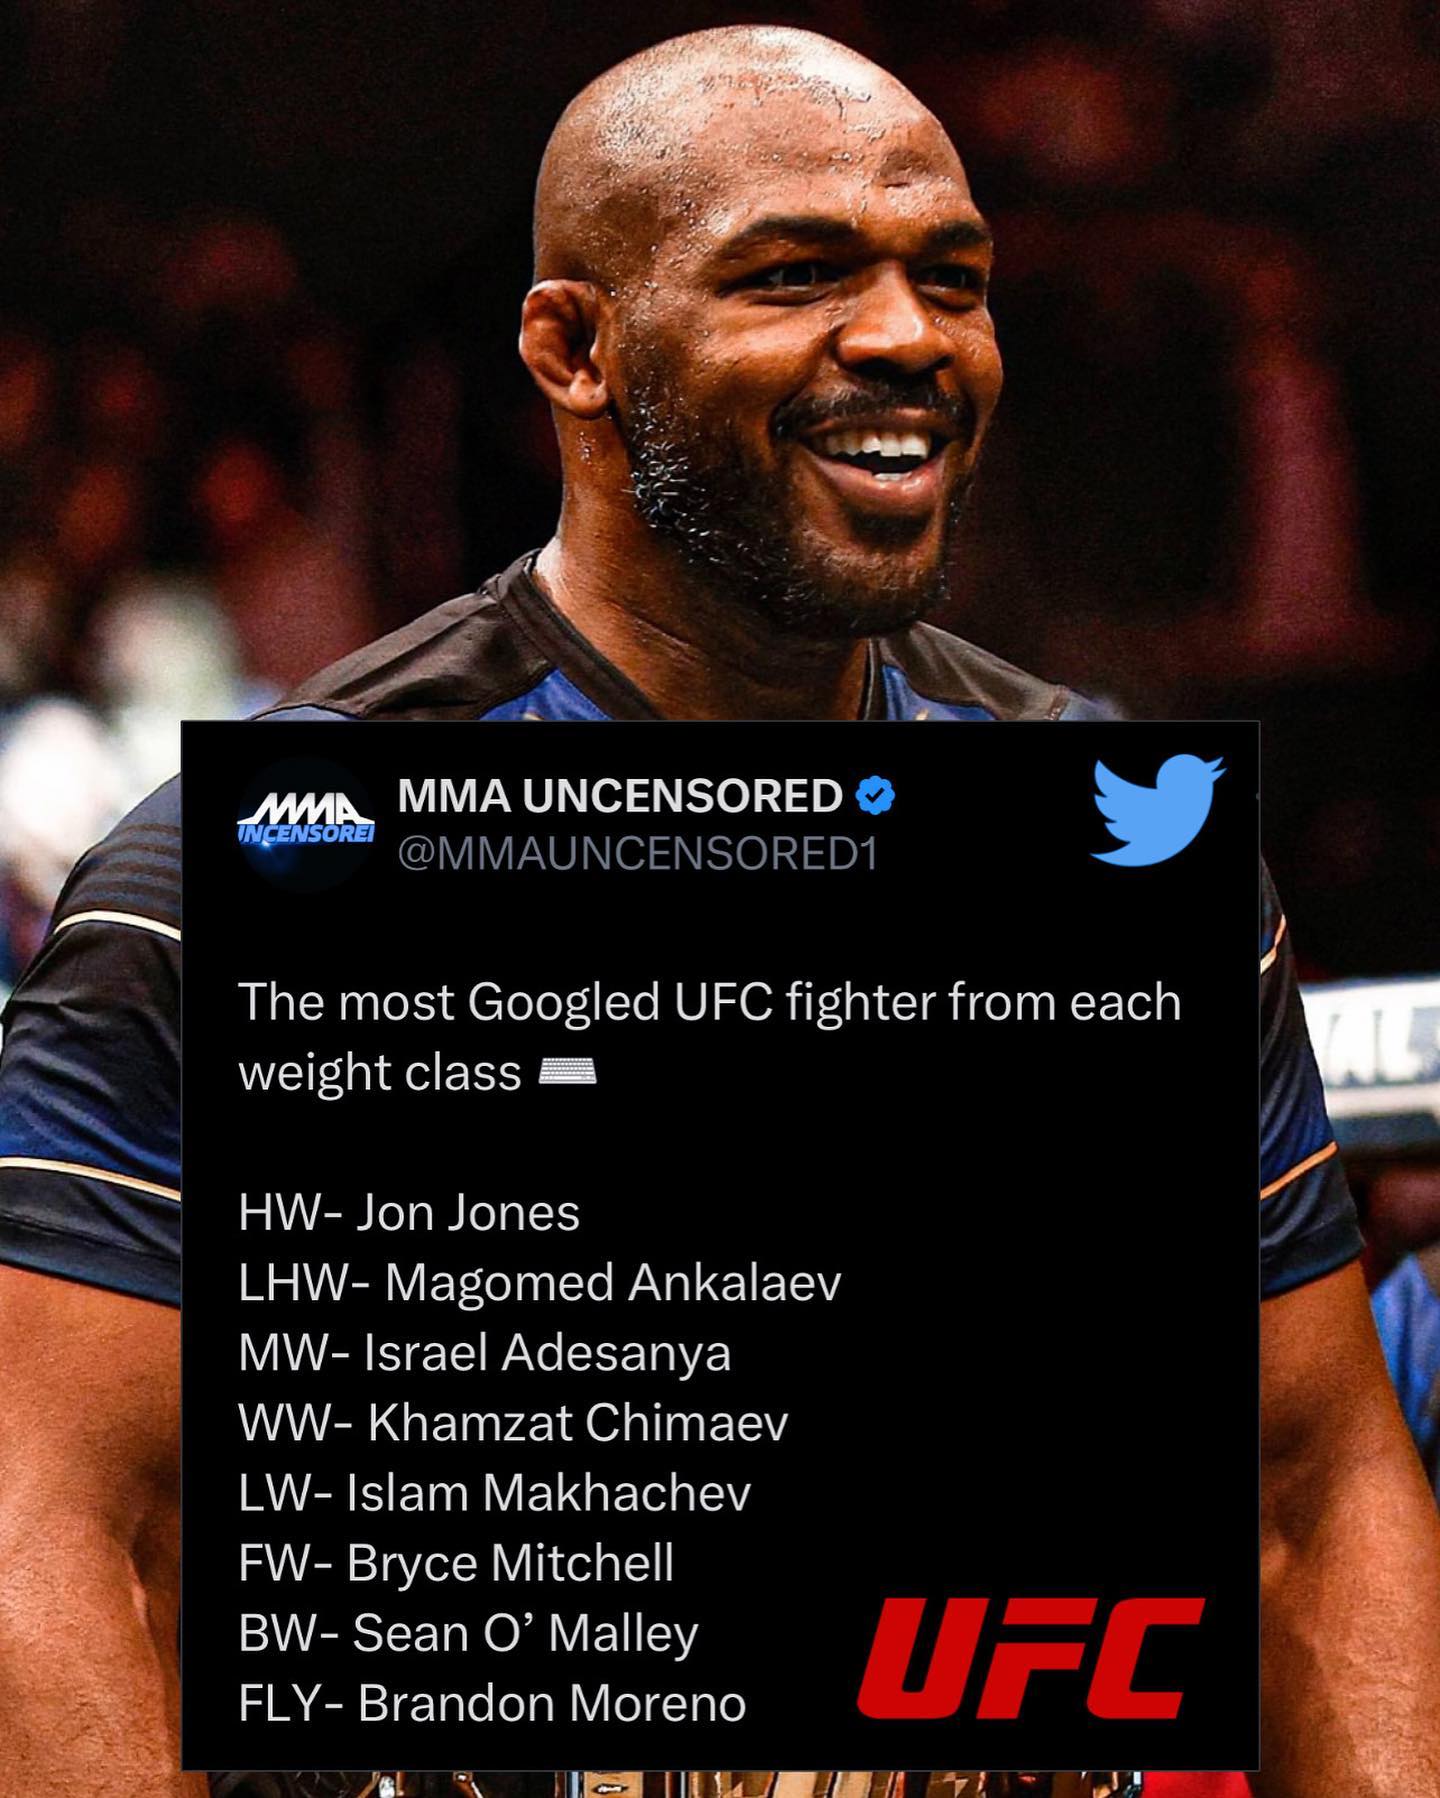 MMA
UNCENSORED
MMA UNCENSORED
@MMAUNCENSORED1
The most Googled UFC fighter from each
weight class
HW- Jon Jones
LHW- Magomed Ankalaev
MW- Israel Adesanya
WW- Khamzat Chimaev
LW- Islam Makhachev
FW- Bryce Mitchell
BW- Sean O’ Malley
FLY- Brandon Moreno
UFC